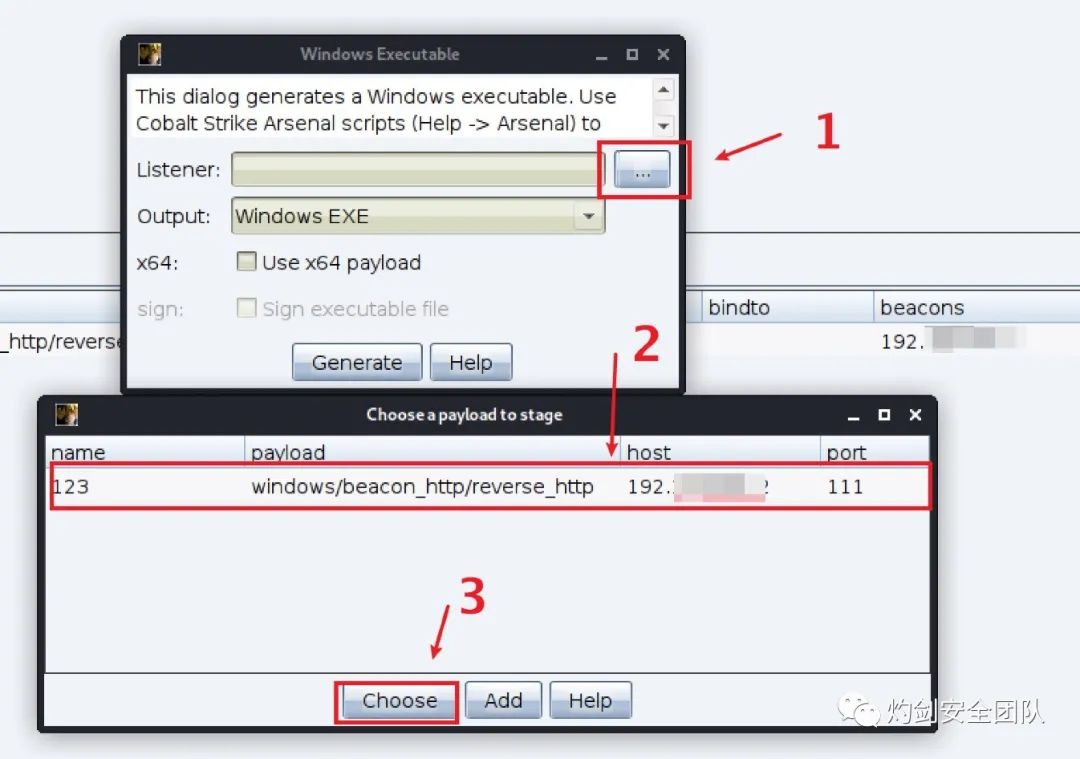 Windows Executable
This dialog generates a Windows executable. Use
Cobalt Strike Arsenal scripts (Help -> Arsenal) to
1
Listener:
...
Output: Windows EXE
x64: Use x64 payload
sign: Sign executable file
bindto beacons
_http/reverse 192.
2
Generate Help
Choose a payload to stage
name payload host port
123 windows/beacon_http/reverse_http 192. 2 111
3
Choose Add Help
灼剑安全团队